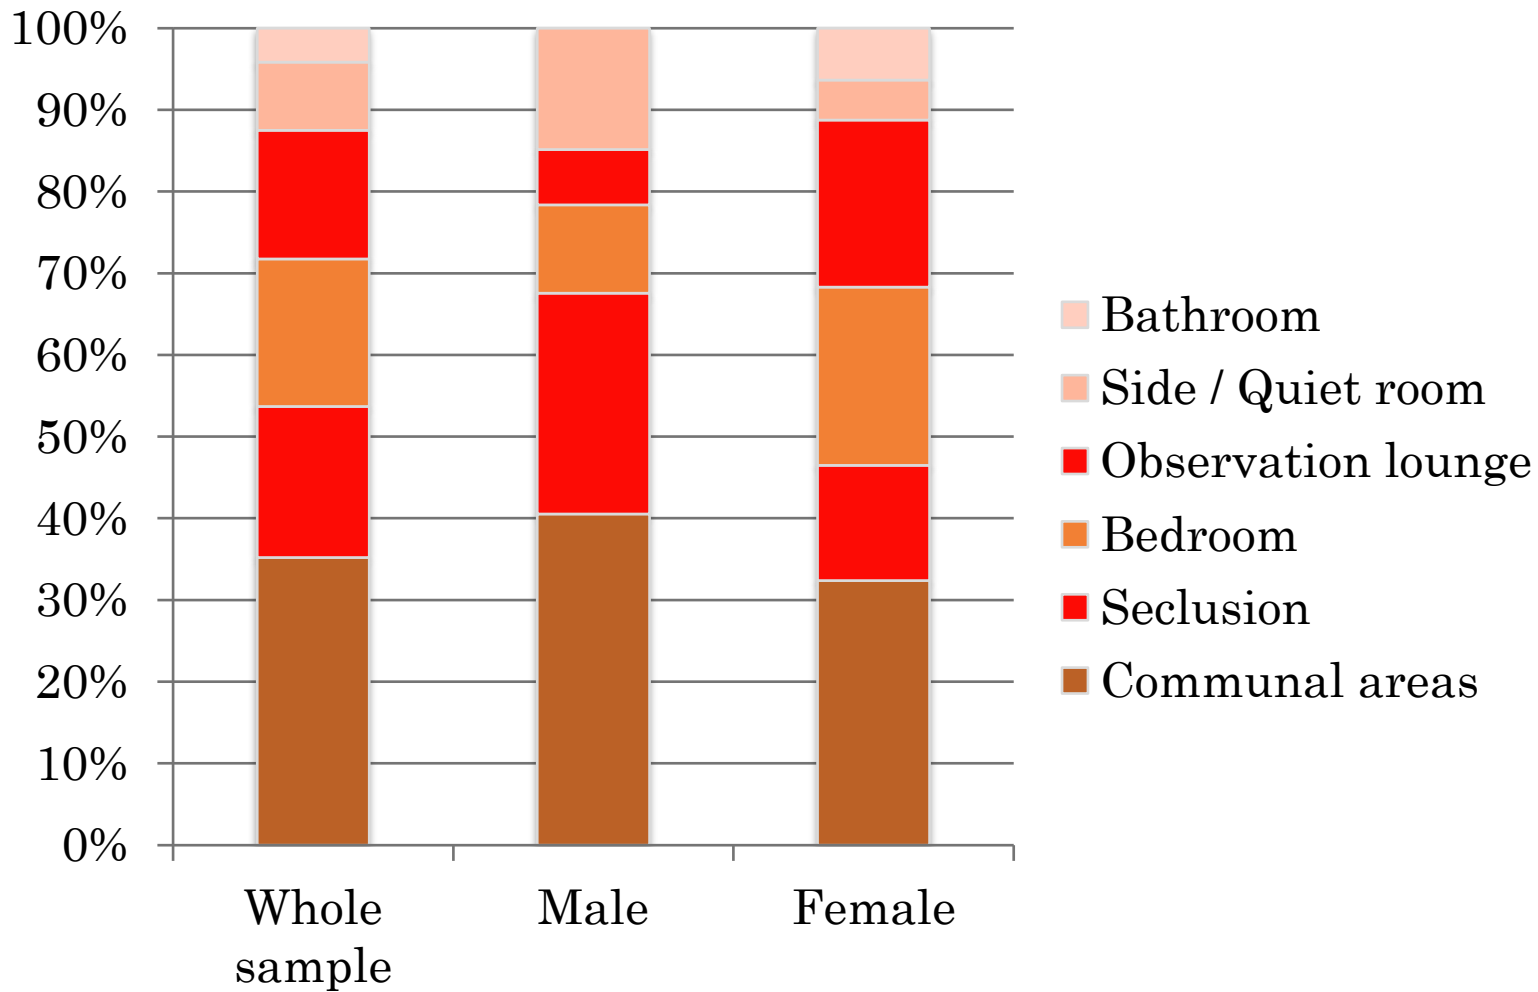 100%
90%
80%
70%
60%
50%
40%
30%
20%
10%
0%
Whole
sample
Male
Female
Bathroom
Side / Quiet room
Observation lounge
Bedroom
Seclusion
Communal areas